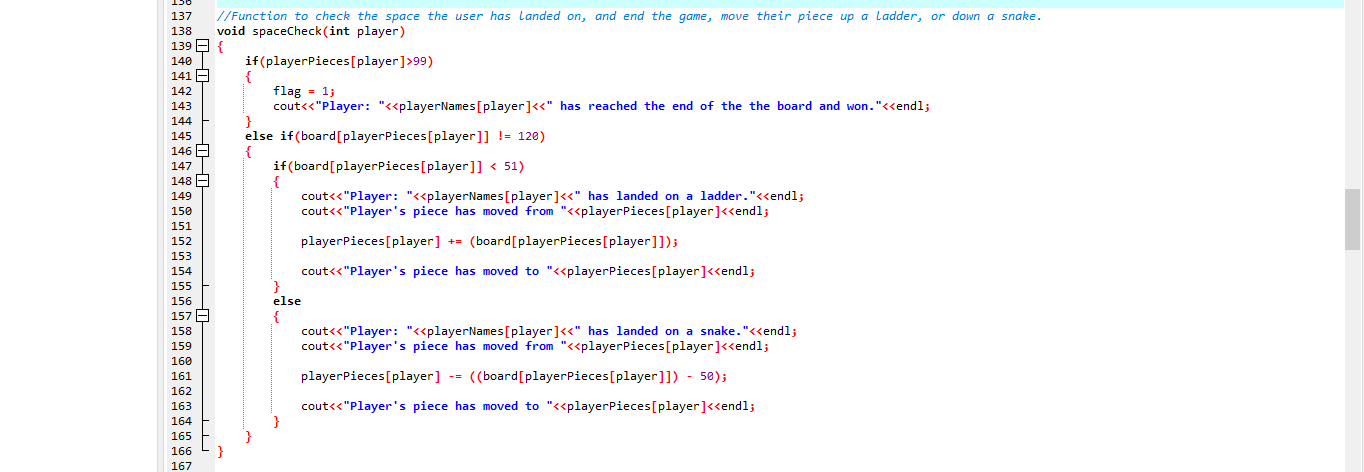 136
137 //Function to check the space the user has landed on, and end the game, move their piece up a ladder, or down a snake.
138 void spaceCheck(int player)
139 {
140 if(playerPieces[player]>99)
141 {
142 flag = 1;
143 cout<<"Player: "<<playerNames[player]<<" has reached the end of the the board and won."<<endl;
144 }
145 else if(board[playerPieces[player]] != 120)
146 {
147 if(board[playerPieces[player]] < 51)
148 {
149 cout<<"Player: "<<playerNames[player]<<" has landed on a ladder."<<endl;
150 cout<<"Player's piece has moved from "<<playerPieces[player]<<endl;
151
152 playerPieces[player] += (board[playerPieces[player]]);
153
154 cout<<"Player's piece has moved to "<<playerPieces[player]<<endl;
155 }
156 else
157 {
158 cout<<"Player: "<<playerNames[player]<<" has landed on a snake."<<endl;
159 cout<<"Player's piece has moved from "<<playerPieces[player]<<endl;
160
161 playerPieces[player] -= ((board[playerPieces[player]]) - 50);
162
163 cout<<"Player's piece has moved to "<<playerPieces[player]<<endl;
164 }
165 }
166 }
167